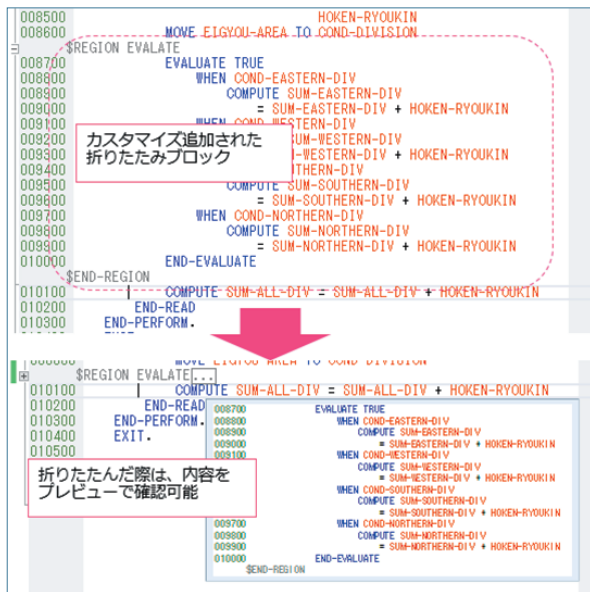 008500 HOKEN-RYOUKIN
008600 MOVE EIGYOU-AREA TO COND-DIVISION
$REGION EVALATE
008700 EVALUATE TRUE
008800 WHEN COND-EASTERN-DIV
008900 COMPUTE SUM-EASTERN-DIV
009000 = SUM-EASTERN-DIV + HOKEN-RYOUKIN
009100 WHEN COND-WESTERN-DIV
009200 SUM-WESTERN-DIV
009300 -WESTERN-DIV + HOKEN-RYOUKIN
009400 THERN-DIV
009500 COMPUTE SUM-SOUTHERN-DIV
009600 = SUM-SOUTHERN-DIV + HOKEN-RYOUKIN
009700 WHEN COND-NORTHERN-DIV
009800 COMPUTE SUM-NORTHERN-DIV
009900 = SUM-NORTHERN-DIV + HOKEN-RYOUKIN
010000 END-EVALUATE
$END-REGION
010100 COMPUTE SUM-ALL-DIV = SUM-ALL-DIV + HOKEN-RYOUKIN
010200 END-READ
010300 END-PERFORM.
カスタマイズ追加された
折りたたみブロック
MOVE EIGYOU-AREA TO COND-DIVISION
$REGION EVALATE...
010100 COMPUTE SUM-ALL-DIV = SUM-ALL-DIV + HOKEN-RYOUKIN
010200 END-READ
010300 END-PERFORM.
010400 EXIT.
010500
008700 EVALUATE TRUE
008800 WHEN COND-EASTERN-DIV
008900 COMPUTE SUM-EASTERN-DIV
009000 = SUM-EASTERN-DIV + HOKEN-RYOUKIN
009100 WHEN COND-WESTERN-DIV
COMPUTE SUM-WESTERN-DIV
= SUM-WESTERN-DIV + HOKEN-RYOUKIN
WHEN COND-SOUTHERN-DIV
COMPUTE SUM-SOUTHERN-DIV
= SUM-SOUTHERN-DIV + HOKEN-RYOUKIN
009700 WHEN COND-NORTHERN-DIV
009800 COMPUTE SUM-NORTHERN-DIV
009900 = SUM-NORTHERN-DIV + HOKEN-RYOUKIN
010000 END-EVALUATE
$END-REGION
折りたたんだ際は、内容を
プレビューで確認可能